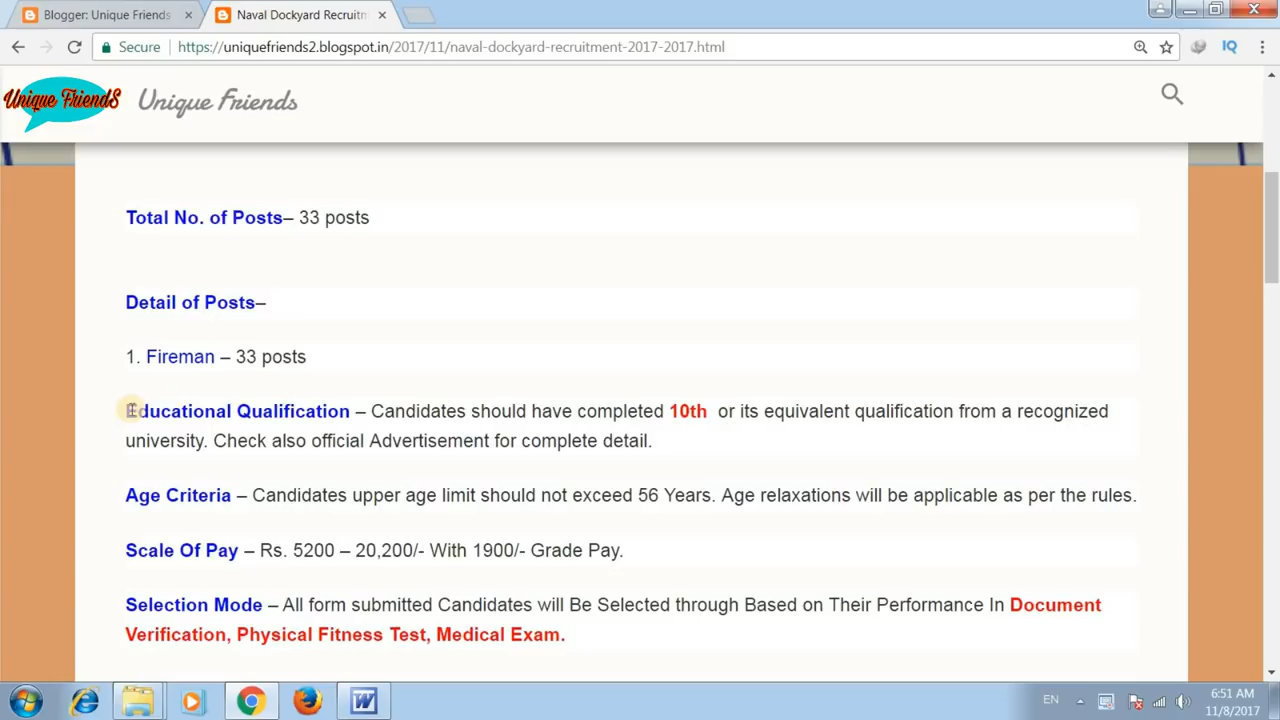 Blogger: Unique Friends
Naval Dockyard Recruitm
Secure
https://uniquefriends2.blogspot.in/2017/11/naval-dockyard-recruitment-2017-2017.html
IQ
Unique FriendS
Unique Friends
Total No. of Posts– 33 posts
Detail of Posts–
1. Fireman – 33 posts
Educational Qualification – Candidates should have completed 10th or its equivalent qualification from a recognized
university. Check also official Advertisement for complete detail.
Age Criteria – Candidates upper age limit should not exceed 56 Years. Age relaxations will be applicable as per the rules.
Scale Of Pay – Rs. 5200 – 20,200/- With 1900/- Grade Pay.
Selection Mode – All form submitted Candidates will Be Selected through Based on Their Performance In Document
Verification, Physical Fitness Test, Medical Exam.
EN
6:51 AM
11/8/2017